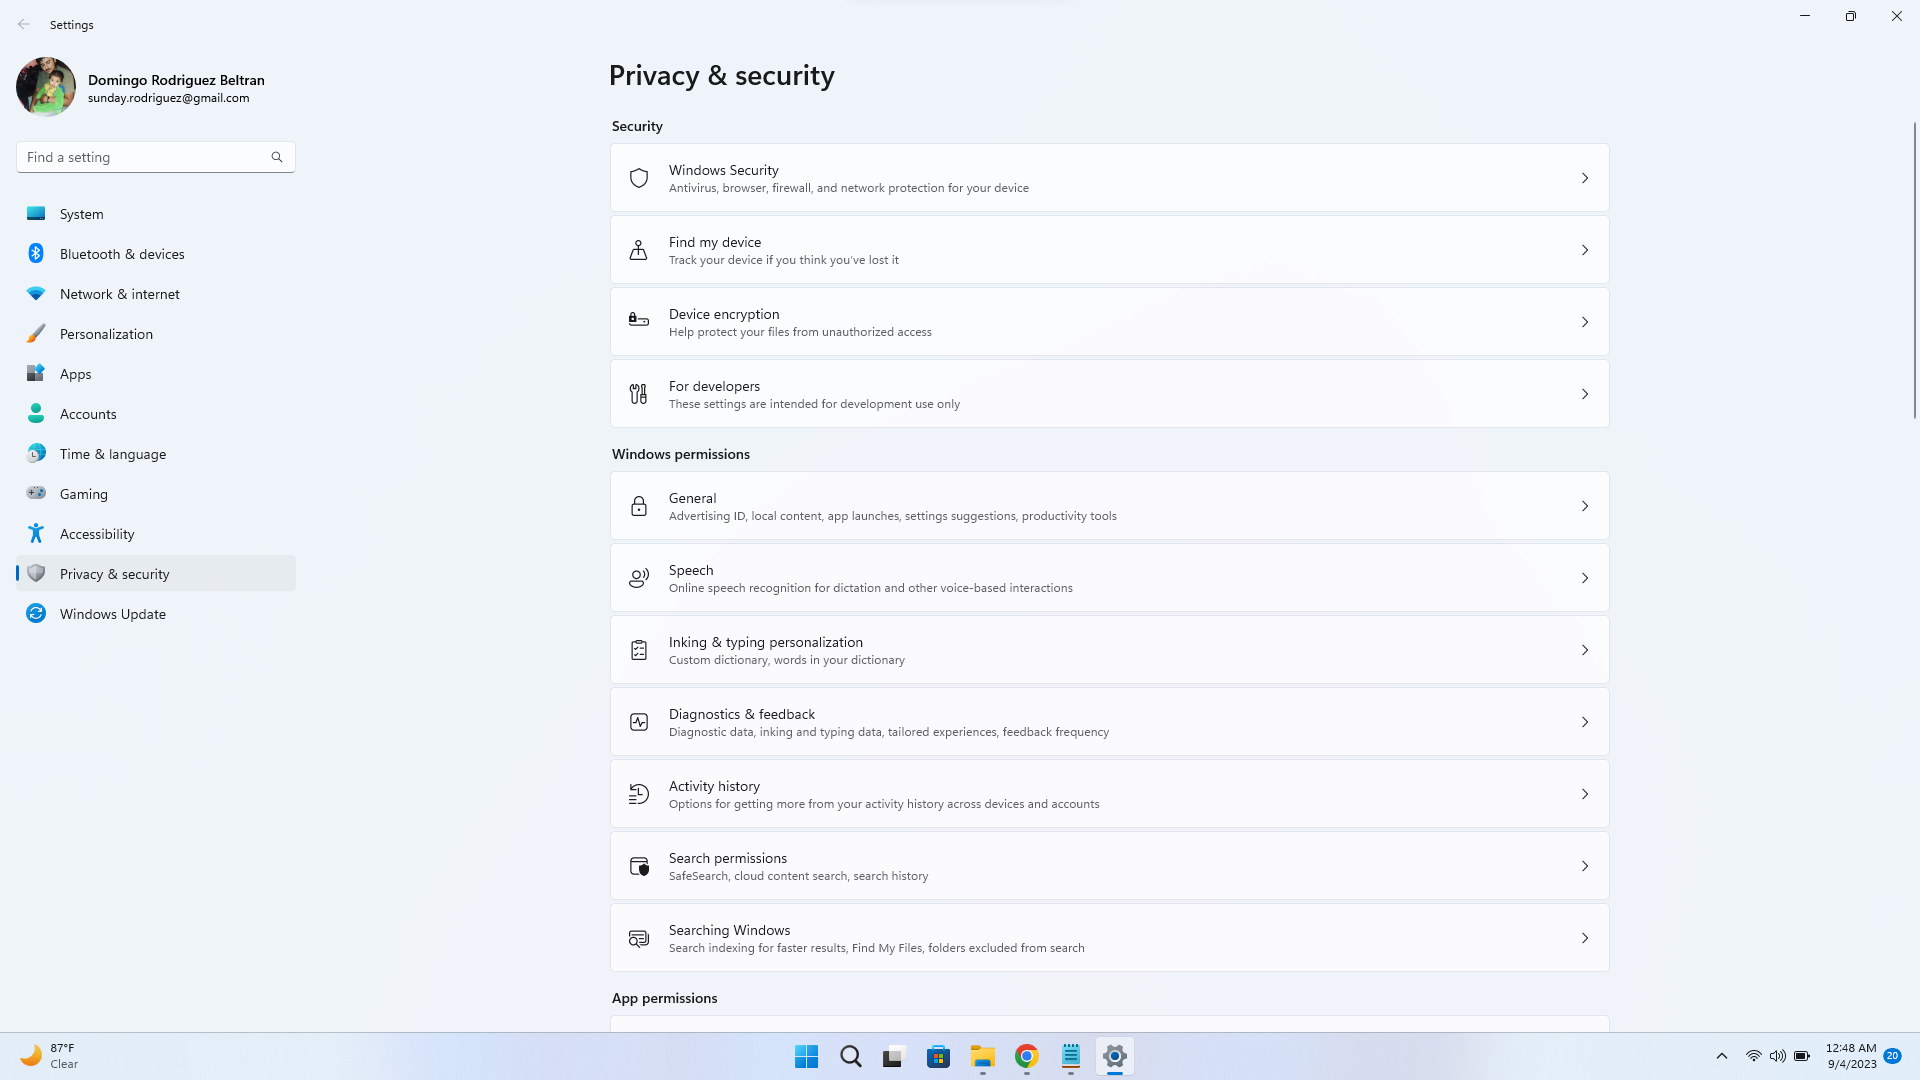 Settings
Domingo Rodriguez Beltran
sunday.rodriguez@gmail.com
Find a setting
System
Bluetooth & devices
Network & internet
Personalization
Apps
Accounts
Time & language
Gaming
Accessibility
Privacy & security
Windows Update
Privacy & security
Security
Windows Security
Antivirus, browser, firewall, and network protection for your device
Find my device
Track your device if you think you've lost it
Device encryption
Help protect your files from unauthorized access
For developers
These settings are intended for development use only
Windows permissions
General
Advertising ID, local content, app launches, settings suggestions, productivity tools
Speech
Online speech recognition for dictation and other voice-based interactions
Inking & typing personalization
Custom dictionary, words in your dictionary
Diagnostics & feedback
Diagnostic data, inking and typing data, tailored experiences, feedback frequency
Activity history
Options for getting more from your activity history across devices and accounts
Search permissions
SafeSearch, cloud content search, search history
Searching Windows
Search indexing for faster results, Find My Files, folders excluded from search
App permissions
87°F
Clear
12:48 AM
9/4/2023
20